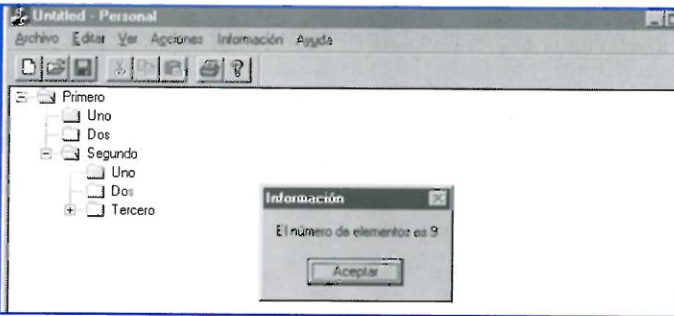 Untitled - Personal
Archivo Editar Ver Acciones Información Ayuda
Primero
Uno
Dos
Segundo
Uno
Dos
Tercero
Información
El número de elementos es 9
Aceptar